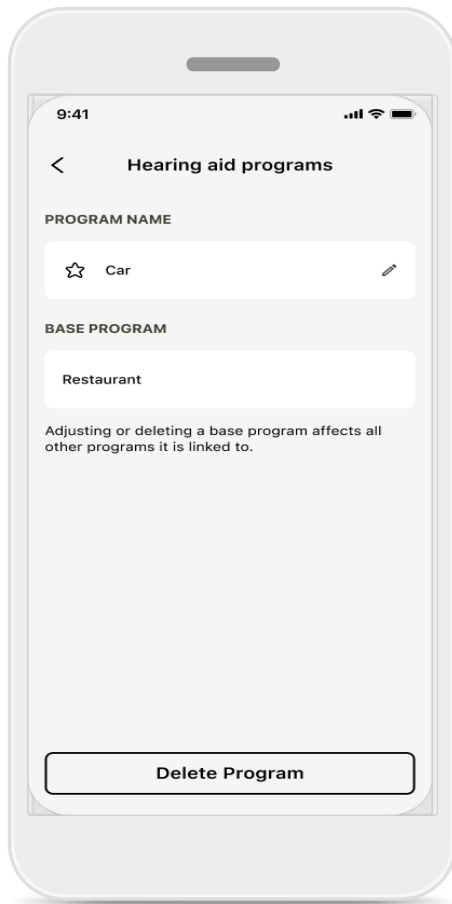 9:41
Hearing aid programs
PROGRAM NAME
Car
BASE PROGRAM
Restaurant
Adjusting or deleting a base program affects all
other programs it is linked to.
Delete Program